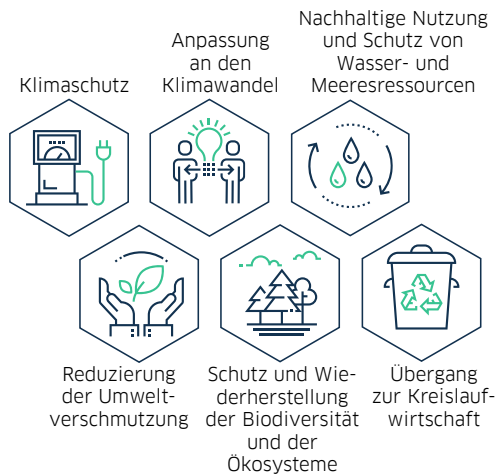 Klimaschutz
Anpassung
an den
Klimawandel
Nachhaltige Nutzung
und Schutz von
Wasser- und
Meeresressourcen
Reduzierung
der Umwelt-
verschmutzung
Schutz und Wie-
derherstellung
der Biodiversität
und der
Ökosysteme
Übergang
zur Kreislauf-
wirtschaft